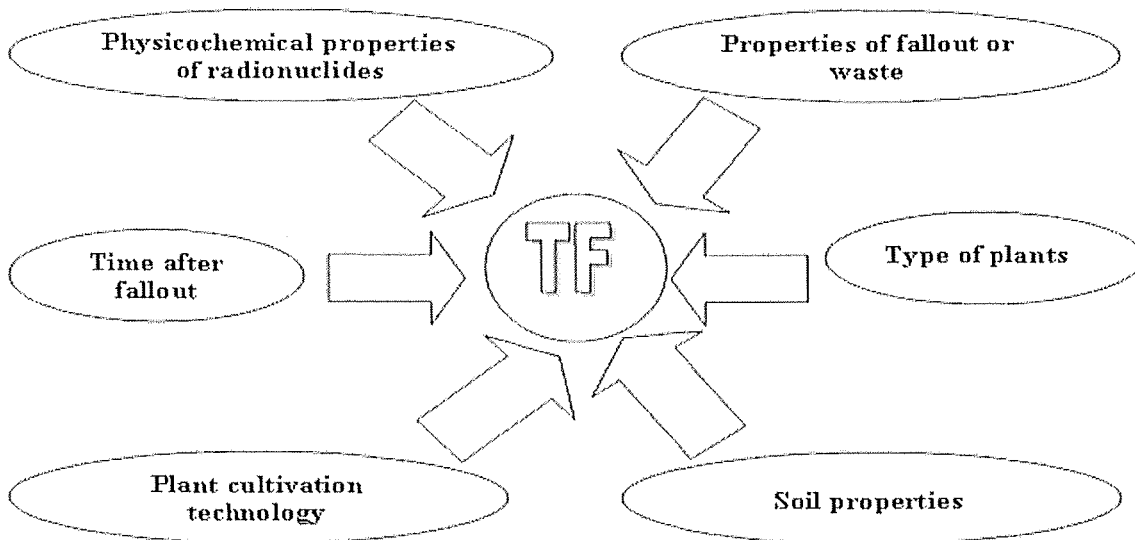 Physicochemical properties
of radionuclides
Properties of fallout or
waste
TF
Time after
fallout
Type of plants
Plant cultivation
technology
Soil properties